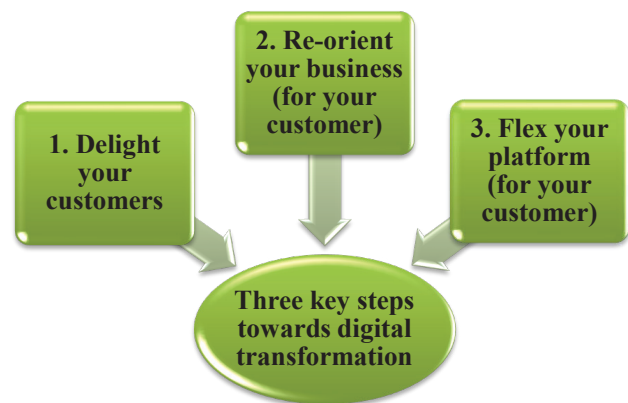 1. Delight
your
customers
2. Re-orient
your business
(for your
customer)
3. Flex your
platform
(for your
customer)
Three key steps
towards digital
transformation